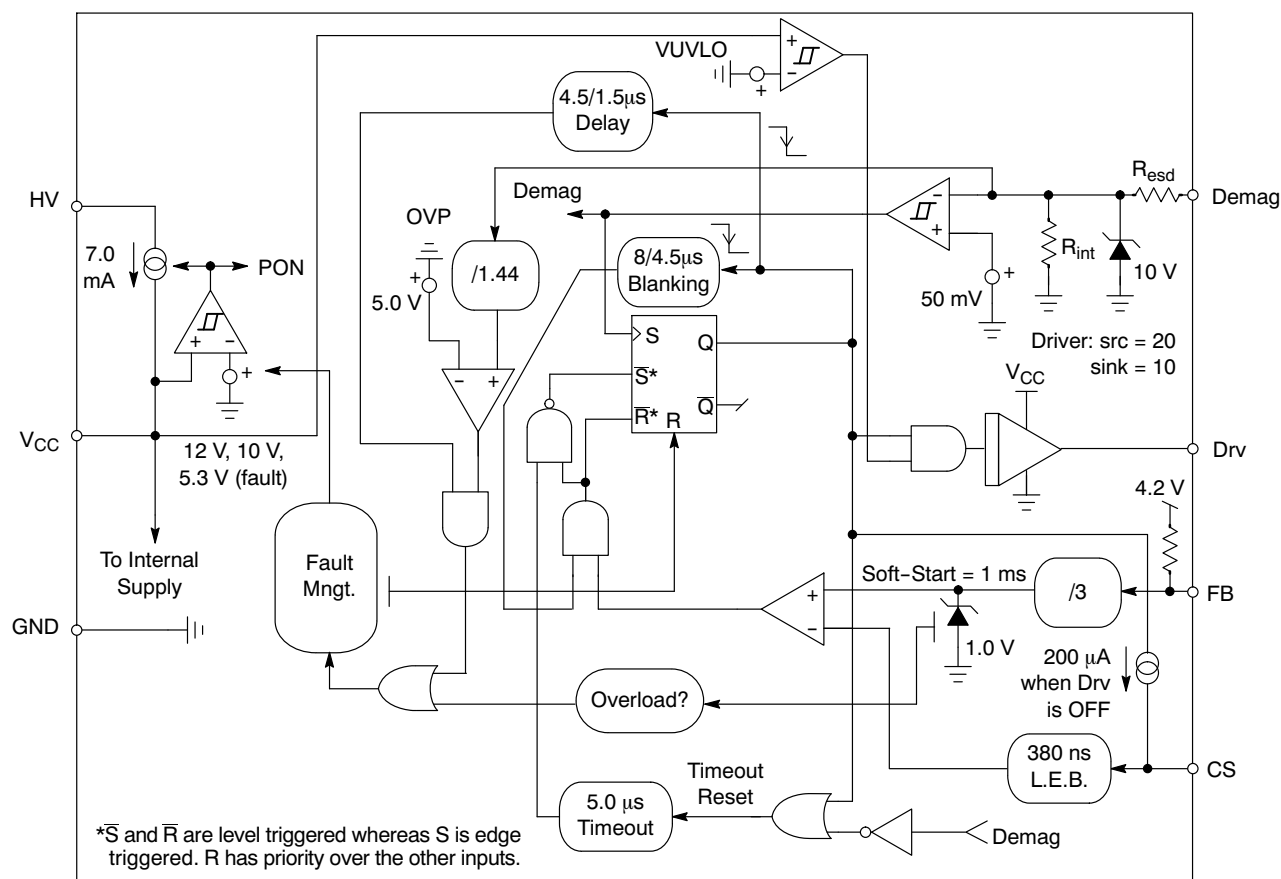 VUVLO
+
−
+
4.5/1.5μs
Delay
HV
7.0
mA
PON
+
−
+
OVP
+
5.0 V
/1.44
Demag
8/4.5μs
Blanking
−
+
+
50 mV
Rint
10 V
Resd
Demag
Driver: src = 20
sink = 10
−
+
S
Q
S*
R*
R
Q
VCC
VCC
12 V, 10 V,
5.3 V (fault)
Drv
4.2 V
To Internal
Supply
Fault
Mngt.
GND
Soft−Start = 1 ms
+
−
1.0 V
/3
FB
200 μA
when Drv
is OFF
Overload?
380 ns
L.E.B.
CS
5.0 μs
Timeout
Timeout
Reset
Demag
*S and R are level triggered whereas S is edge
triggered. R has priority over the other inputs.